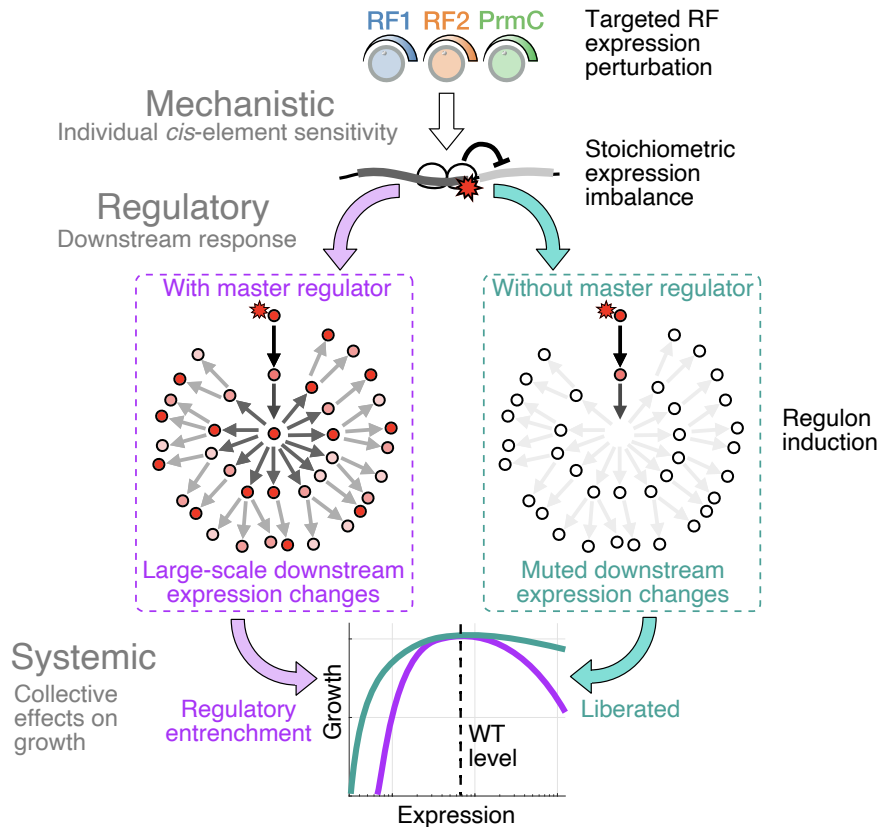 RF1 RF2 PrmC
Targeted RF
expression
perturbation
Mechanistic
Individual cis-element sensitivity
Stoichiometric
expression
imbalance
Regulatory
Downstream response
With master regulator
Without master regulator
Regulon
induction
Large-scale downstream
expression changes
Muted downstream
expression changes
Systemic
Collective
effects on
growth
Regulatory
entrenchment
Growth
WT
level
Liberated
Expression